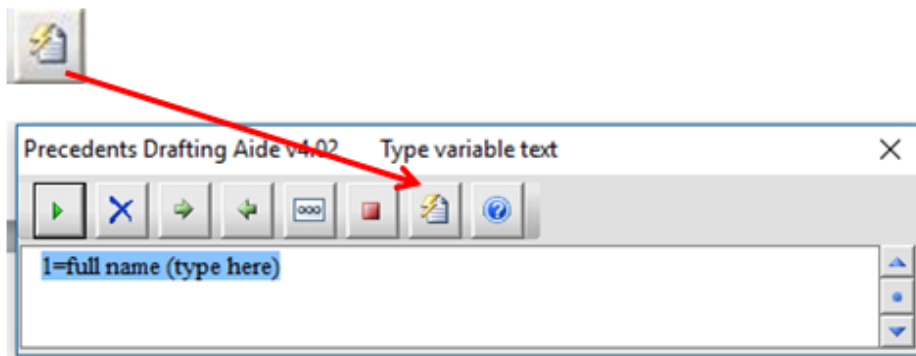 Precedents Drafting Aide v4.02 Type variable text
1=full name (type here)